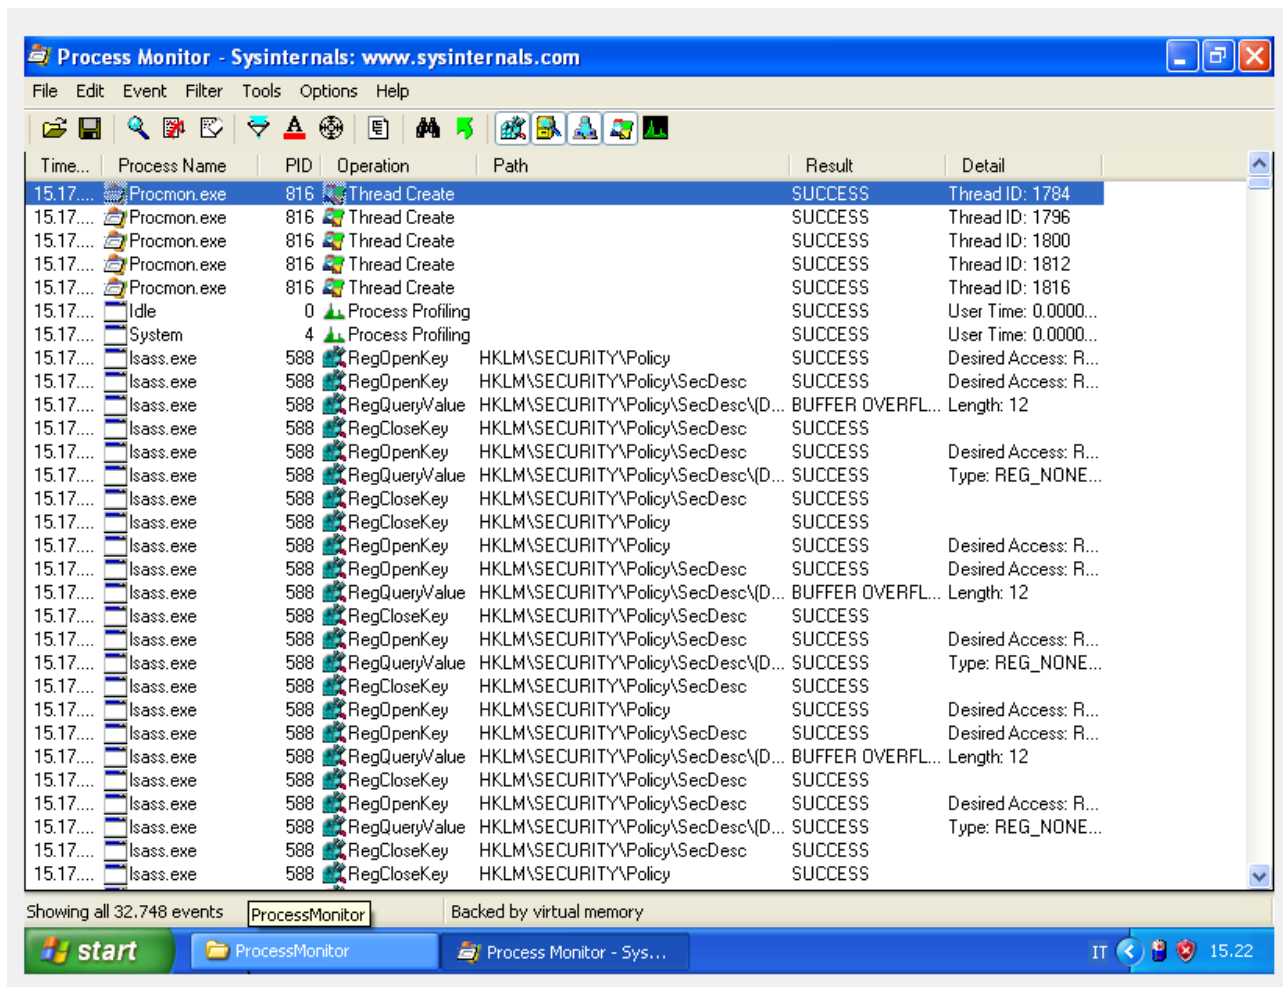 Process Monitor - Sysinternals: www.sysinternals.com
File Edit Event Filter Tools Options Help
Time... Process Name PID Operation Path Result Detail
15.17.... Procmon.exe 816 Thread Create SUCCESS Thread ID: 1784
15.17.... Procmon.exe 816 Thread Create SUCCESS Thread ID: 1796
15.17.... Procmon.exe 816 Thread Create SUCCESS Thread ID: 1800
15.17.... Procmon.exe 816 Thread Create SUCCESS Thread ID: 1812
15.17.... Procmon.exe 816 Thread Create SUCCESS Thread ID: 1816
15.17.... Idle 0 Process Profiling SUCCESS User Time: 0.0000...
15.17.... System 4 Process Profiling SUCCESS User Time: 0.0000...
15.17.... lsass.exe 588 RegOpenKey HKLM\SECURITY\Policy SUCCESS Desired Access: R...
15.17.... lsass.exe 588 RegOpenKey HKLM\SECURITY\Policy\SecDesc SUCCESS Desired Access: R...
15.17.... lsass.exe 588 RegQueryValue HKLM\SECURITY\Policy\SecDesc\(D... BUFFER OVERFL... Length: 12
15.17.... lsass.exe 588 RegCloseKey HKLM\SECURITY\Policy\SecDesc SUCCESS
15.17.... lsass.exe 588 RegOpenKey HKLM\SECURITY\Policy\SecDesc SUCCESS Desired Access: R...
15.17.... lsass.exe 588 RegQueryValue HKLM\SECURITY\Policy\SecDesc\(D... SUCCESS Type: REG_NONE...
15.17.... lsass.exe 588 RegCloseKey HKLM\SECURITY\Policy\SecDesc SUCCESS
15.17.... lsass.exe 588 RegCloseKey HKLM\SECURITY\Policy SUCCESS
15.17.... lsass.exe 588 RegOpenKey HKLM\SECURITY\Policy SUCCESS Desired Access: R...
15.17.... lsass.exe 588 RegOpenKey HKLM\SECURITY\Policy\SecDesc SUCCESS Desired Access: R...
15.17.... lsass.exe 588 RegQueryValue HKLM\SECURITY\Policy\SecDesc\(D... BUFFER OVERFL... Length: 12
15.17.... lsass.exe 588 RegCloseKey HKLM\SECURITY\Policy\SecDesc SUCCESS
15.17.... lsass.exe 588 RegOpenKey HKLM\SECURITY\Policy\SecDesc SUCCESS Desired Access: R...
15.17.... lsass.exe 588 RegQueryValue HKLM\SECURITY\Policy\SecDesc\(D... SUCCESS Type: REG_NONE...
15.17.... lsass.exe 588 RegCloseKey HKLM\SECURITY\Policy\SecDesc SUCCESS
15.17.... lsass.exe 588 RegOpenKey HKLM\SECURITY\Policy SUCCESS Desired Access: R...
15.17.... lsass.exe 588 RegOpenKey HKLM\SECURITY\Policy\SecDesc SUCCESS Desired Access: R...
15.17.... lsass.exe 588 RegQueryValue HKLM\SECURITY\Policy\SecDesc\(D... BUFFER OVERFL... Length: 12
15.17.... lsass.exe 588 RegCloseKey HKLM\SECURITY\Policy\SecDesc SUCCESS
15.17.... lsass.exe 588 RegOpenKey HKLM\SECURITY\Policy\SecDesc SUCCESS Desired Access: R...
15.17.... lsass.exe 588 RegQueryValue HKLM\SECURITY\Policy\SecDesc\(D... SUCCESS Type: REG_NONE...
15.17.... lsass.exe 588 RegCloseKey HKLM\SECURITY\Policy\SecDesc SUCCESS
15.17.... lsass.exe 588 RegCloseKey HKLM\SECURITY\Policy SUCCESS
Showing all 32.748 events ProcessMonitor Backed by virtual memory
start ProcessMonitor Process Monitor - Sys... IT 15.22